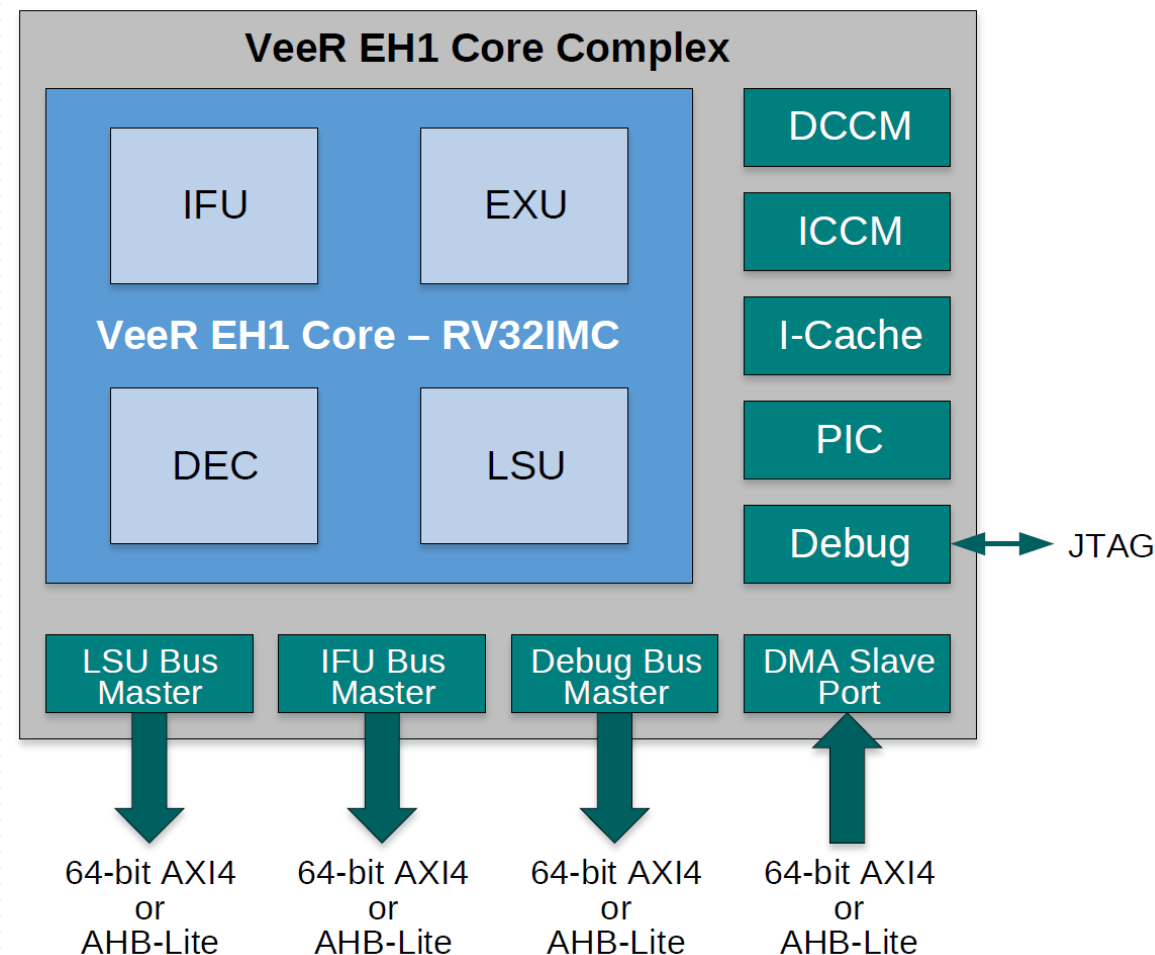 VeeR EH1 Core Complex
IFU
EXU
VeeR EH1 Core – RV32IMC
DEC
LSU
DCCM
ICCM
I-Cache
PIC
Debug
JTAG
LSU Bus
Master
IFU Bus
Master
Debug Bus
Master
DMA Slave
Port
64-bit AXI4
or
AHB-Lite
64-bit AXI4
or
AHB-Lite
64-bit AXI4
or
AHB-Lite
64-bit AXI4
or
AHB-Lite